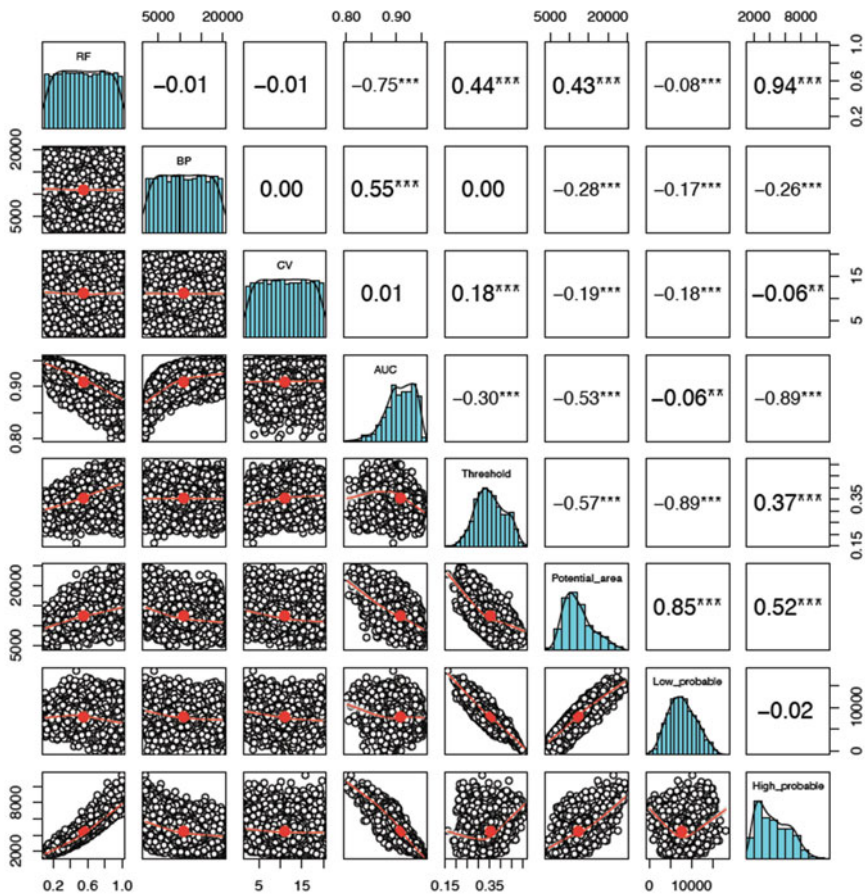 5000 20000 0.80 0.90 5000 20000 2000 8000
RF
−0.01 −0.01 −0.75*** 0.44*** 0.43*** −0.08*** 0.94***
0.2 0.6 1.0
5000 20000
BP
0.00 0.55*** 0.00 −0.28*** −0.17*** −0.26***
CV
0.01 0.18*** −0.19*** −0.18*** −0.06**
5 15
0.80 0.90
AUC
−0.30*** −0.53*** −0.06** −0.89***
Threshold
−0.57*** −0.89*** 0.37***
0.15 0.35
5000 20000
Potential_area
0.85*** 0.52***
Low_probable
−0.02
0 10000
2000 8000
High_probable
0.2 0.6 1.0 5 15 0.15 0.35 0 10000